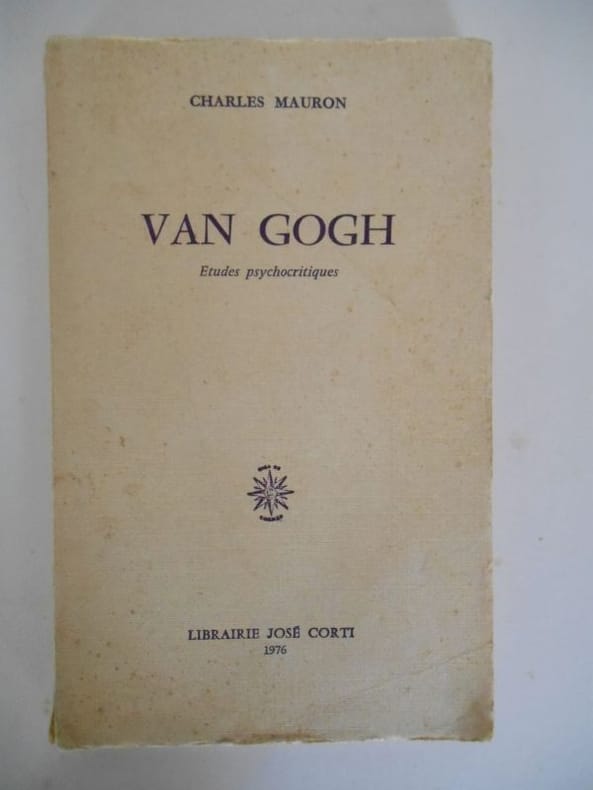 CHARLES MAURON
VAN GOGH
Etudes psychocritiques
LIBRAIRIE JOSÉ CORTI
1976